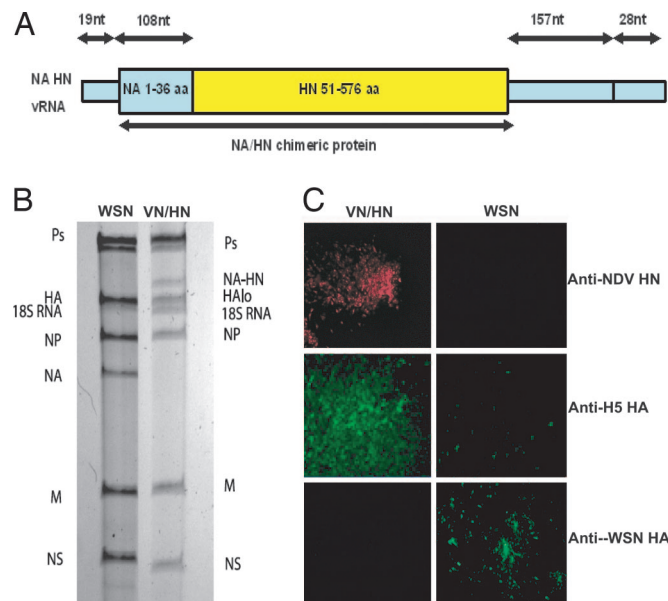 A
19nt 108nt 157nt 28nt
NA HN
vRNA
NA 1-36 aa HN 51-576 aa
NA/HN chimeric protein
B
WSN VN/HN
Ps Ps
NA-HN
HA HAlo
18S RNA 18S RNA
NP NP
NA
M M
NS NS
C
VN/HN WSN
Anti-NDV HN
Anti-H5 HA
Anti--WSN HA